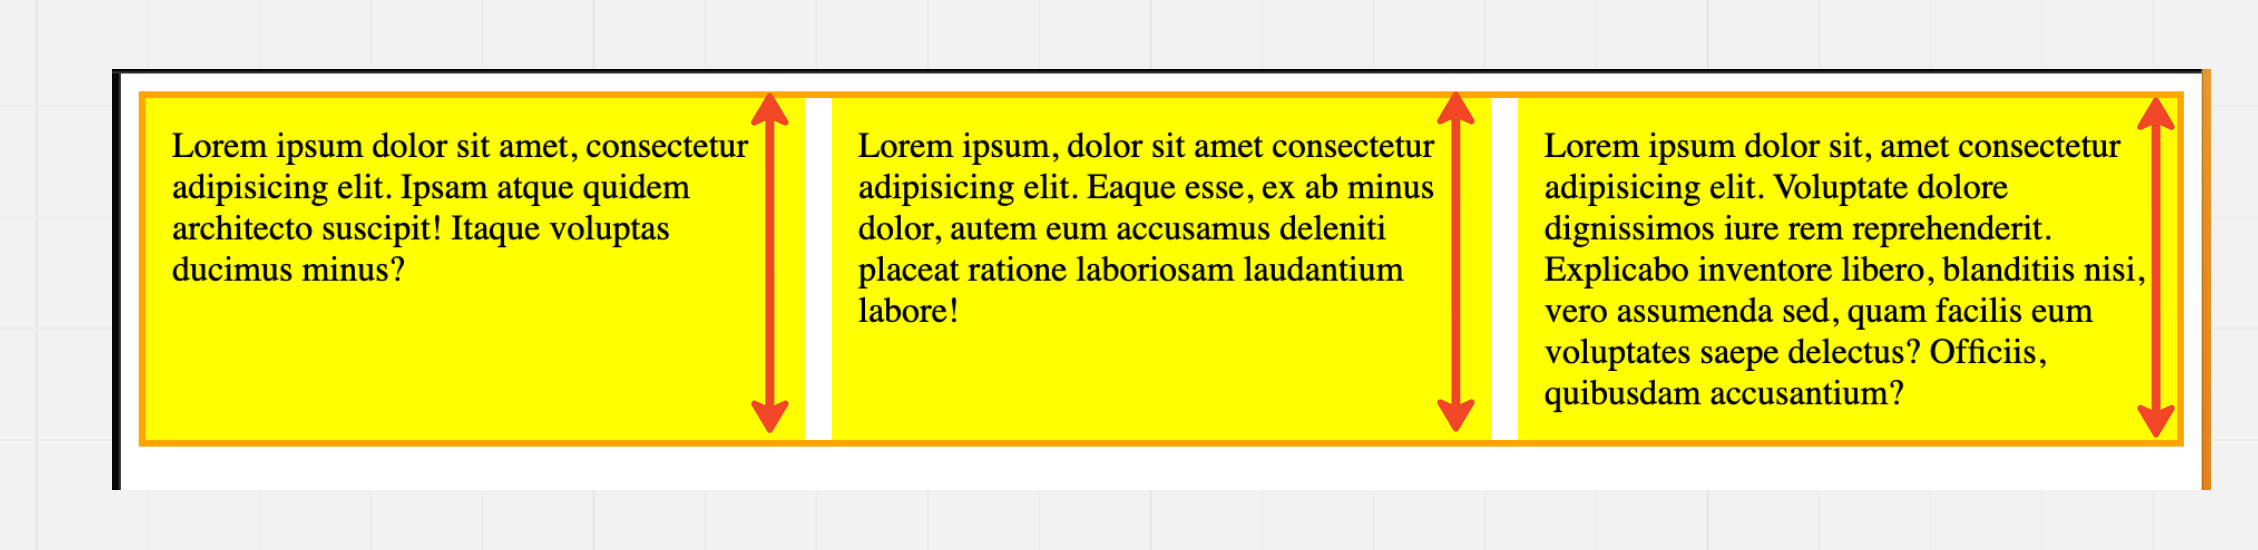 Lorem ipsum dolor sit amet, consectetur
adipisicing elit. Ipsam atque quidem
architecto suscipit! Itaque voluptas
ducimus minus?
Lorem ipsum, dolor sit amet consectetur
adipisicing elit. Eaque esse, ex ab minus
dolor, autem eum accusamus deleniti
placeat ratione laboriosam laudantium
labore!
Lorem ipsum dolor sit, amet consectetur
adipisicing elit. Voluptate dolore
dignissimos iure rem reprehenderit.
Explicabo inventore libero, blanditiis nisi,
vero assumenda sed, quam facilis eum
voluptates saepe delectus? Officiis,
quibusdam accusantium?